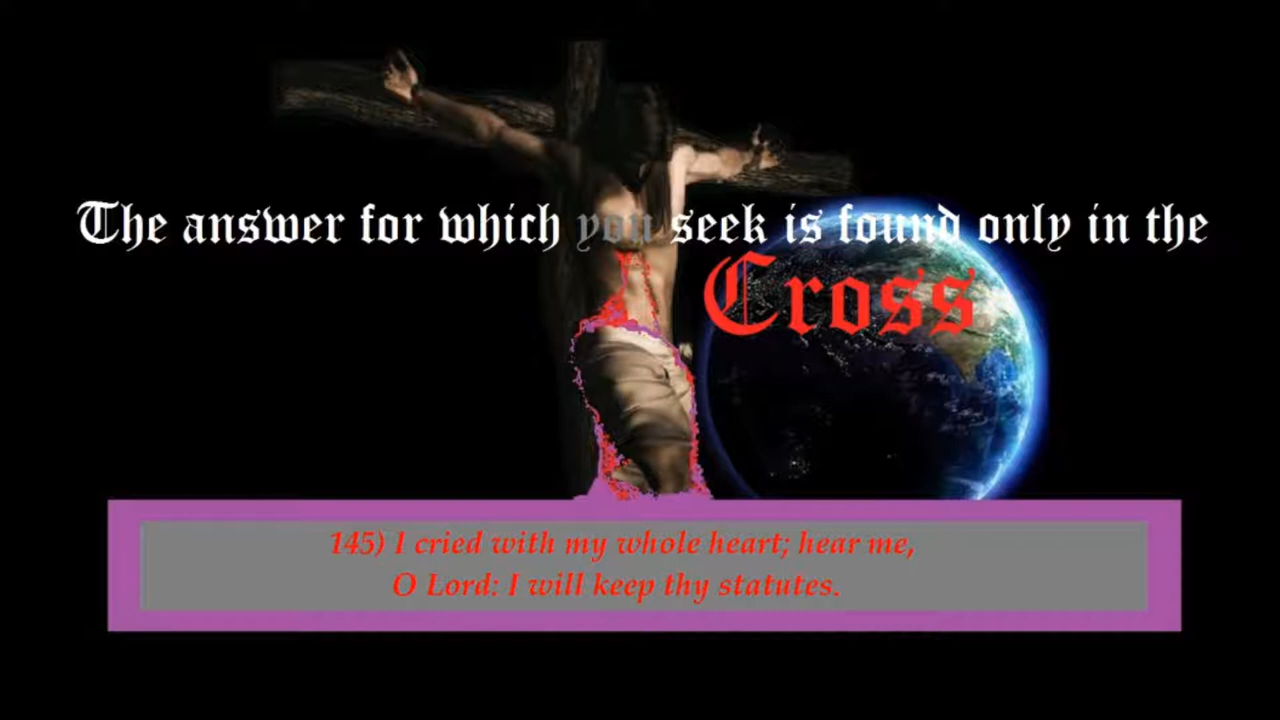 The answer for which you seek is found only in the
Cross
145) I cried with my whole heart; hear me,
O Lord: I will keep thy statutes.